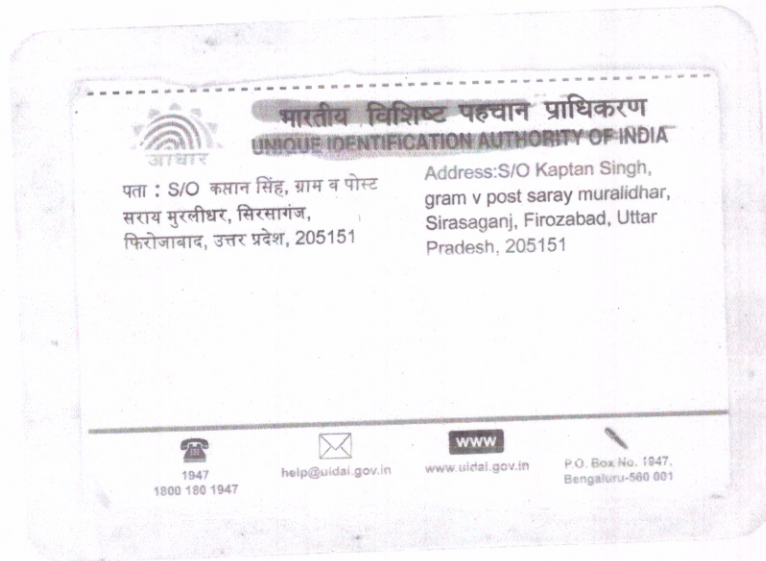 भारतीय विशिष्ट पहचान प्राधिकरण
UNIQUE IDENTIFICATION AUTHORITY OF INDIA
आधार
पता : S/O कप्तान सिंह, ग्राम व पोस्ट
सराय मुरलीधर, सिरसागंज,
फिरोजाबाद, उत्तर प्रदेश, 205151
Address:S/O Kaptan Singh,
gram v post saray muralidhar,
Sirasaganj, Firozabad, Uttar
Pradesh, 205151
1947
1800 180 1947
help@uidai.gov.in
WWW
www.uidai.gov.in
P.O. Box No. 1947,
Bengaluru-560 001